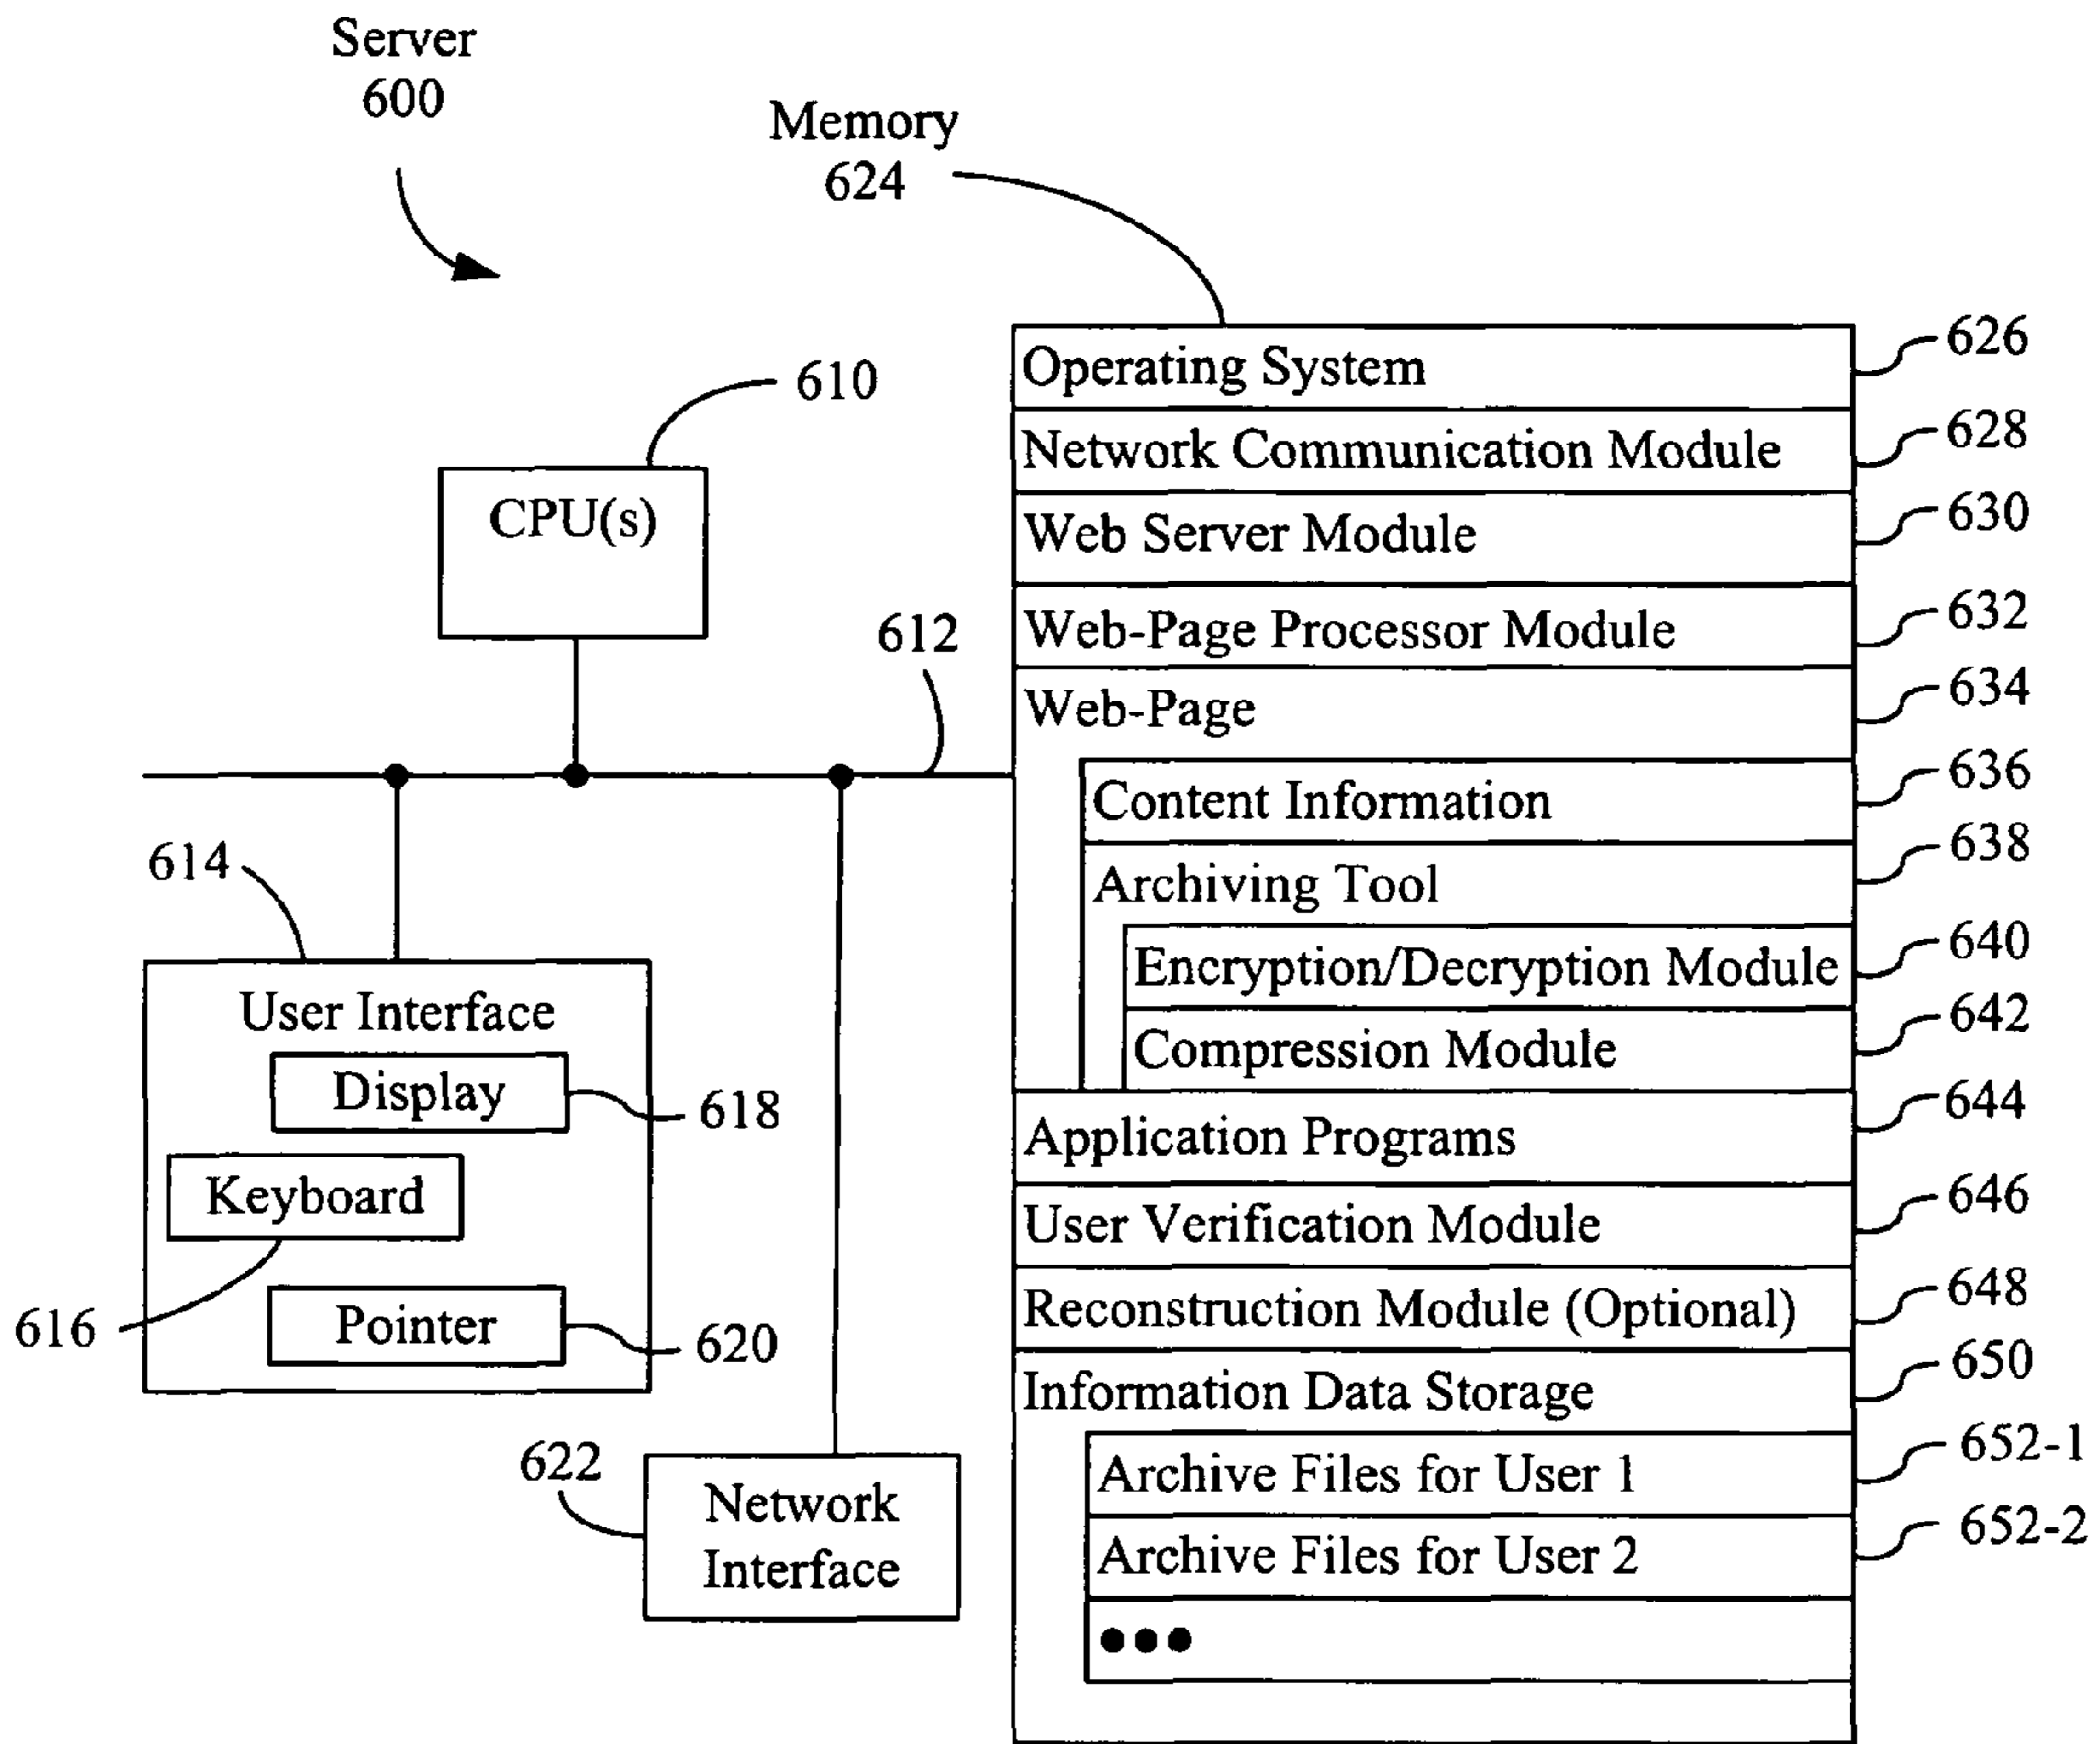 Server
600
Memory
624
610
CPU(s)
612
614
User Interface
Display
618
Keyboard
616
Pointer
620
622
Network
Interface
Operating System
626
Network Communication Module
628
Web Server Module
630
Web-Page Processor Module
632
Web-Page
634
Content Information
636
Archiving Tool
638
Encryption/Decryption Module
640
Compression Module
642
Application Programs
644
User Verification Module
646
Reconstruction Module (Optional)
648
Information Data Storage
650
Archive Files for User 1
652-1
Archive Files for User 2
652-2
●●●